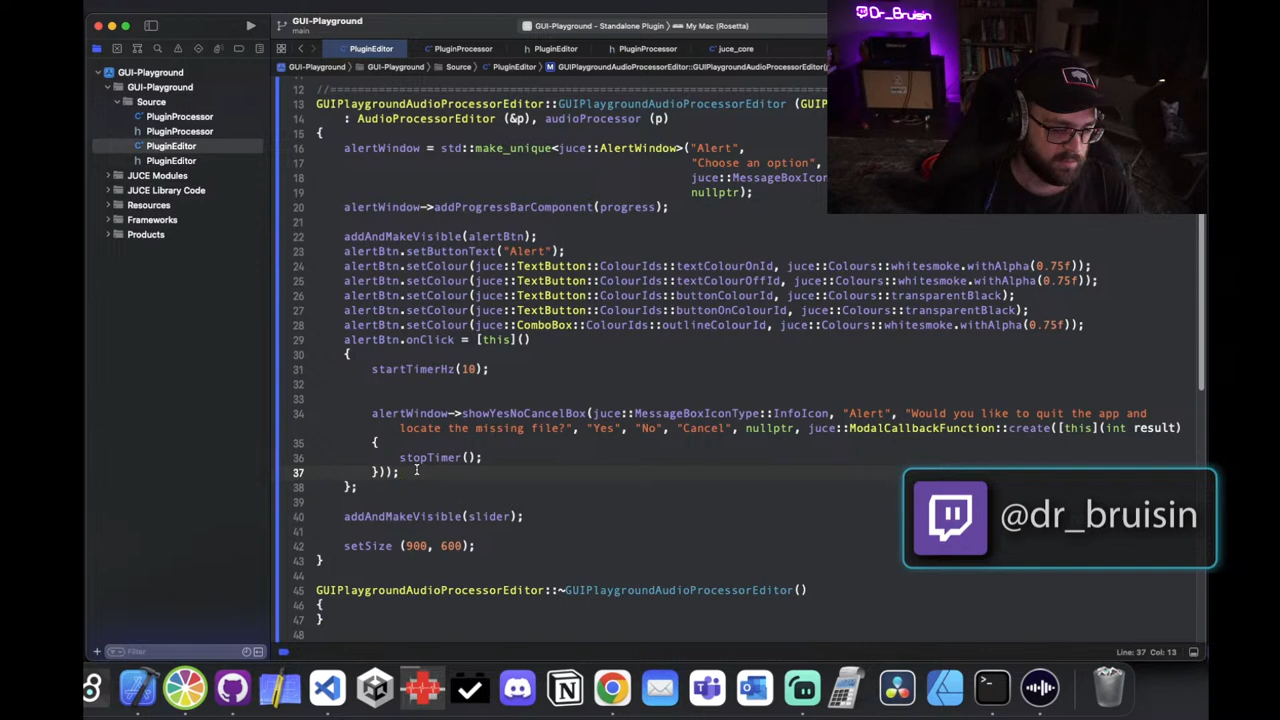 @Dr_Bruisin
GUI-Playground
main
GUI-Playground - Standalone Plugin
My Mac (Rosetta)
PluginEditor
PluginProcessor
PluginEditor
PluginProcessor
juce_core
GUI-Playground
GUI-Playground
Source
PluginEditor
GUIPlaygroundAudioProcessorEditor::GUIPlaygroundAudioProcessorEditor(
GUI-Playground
GUI-Playground
Source
PluginProcessor
PluginProcessor
PluginEditor
PluginEditor
JUCE Modules
JUCE Library Code
Resources
Frameworks
Products
12 //==============================================================================
13 GUIPlaygroundAudioProcessorEditor::GUIPlaygroundAudioProcessorEditor (GUI
14 : AudioProcessorEditor (&p), audioProcessor (p)
15 {
16 alertWindow = std::make_unique<juce::AlertWindow>("Alert",
17 "Choose an option",
18 juce::MessageBoxIcon
19 nullptr);
20 alertWindow->addProgressBarComponent(progress);
21
22 addAndMakeVisible(alertBtn);
23 alertBtn.setButtonText("Alert");
24 alertBtn.setColour(juce::TextButton::ColourIds::textColourOnId, juce::Colours::whitesmoke.withAlpha(0.75f));
25 alertBtn.setColour(juce::TextButton::ColourIds::textColourOffId, juce::Colours::whitesmoke.withAlpha(0.75f));
26 alertBtn.setColour(juce::TextButton::ColourIds::buttonColourId, juce::Colours::transparentBlack);
27 alertBtn.setColour(juce::TextButton::ColourIds::buttonOnColourId, juce::Colours::transparentBlack);
28 alertBtn.setColour(juce::ComboBox::ColourIds::outlineColourId, juce::Colours::whitesmoke.withAlpha(0.75f));
29 alertBtn.onClick = [this]()
30 {
31 startTimerHz(10);
32
33
34 alertWindow->showYesNoCancelBox(juce::MessageBoxIconType::InfoIcon, "Alert", "Would you like to quit the app and
locate the missing file?", "Yes", "No", "Cancel", nullptr, juce::ModalCallbackFunction::create([this](int result)
35 {
36 stopTimer();
37 }));
38 };
39
40 addAndMakeVisible(slider);
41
42 setSize (900, 600);
43 }
44
45 GUIPlaygroundAudioProcessorEditor::~GUIPlaygroundAudioProcessorEditor()
46 {
47 }
48
@dr_bruisin
Filter
Line: 37 Col: 13